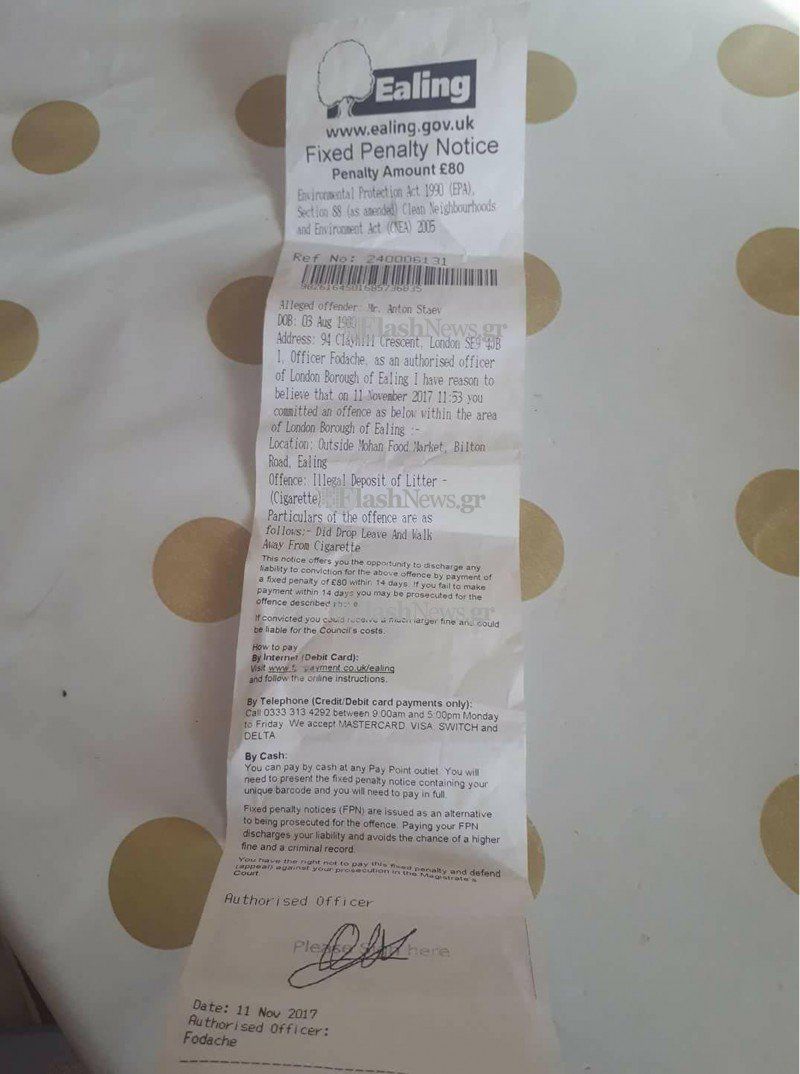 Ealing
www.ealing.gov.uk
Fixed Penalty Notice
Penalty Amount £80
Environmental Protection Act 1990 (EPA),
Section 88 (as amended) Clean Neighbourhoods
and Environment Act (CNEA) 2005
Ref No: 240006131
Alleged offender: Mr. Anton Staev
DOB: 03 Aug
Address: 94 Clayhill Crescent, London SE9 4JB
I, Officer Fodache, as an authorised officer
of London Borough of Ealing I have reason to
believe that on 11 November 2017 11:53 you
committed an offence as below within the area
of London Borough of Ealing :-
Location: Outside Mohan Food Market, Bilton
Road, Ealing
Offence: Illegal Deposit of Litter -
(Cigarette)
Particulars of the offence are as
follows:- Did Drop Leave And Walk
Away From Cigarette
This notice offers you the opportunity to discharge any
liability to conviction for the above offence by payment of
a fixed penalty of £80 within 14 days. If you fail to make
payment within 14 days you may be prosecuted for the
offence described
If convicted you could receive a much larger fine and could
be liable for the Council's costs.
How to pay
By Internet (Debit Card):
Visit payment.co.uk/ealing
and follow the online instructions.
By Telephone (Credit/Debit card payments only):
Call 0333 313 4292 between 9:00am and 5:00pm Monday
to Friday. We accept MASTERCARD, VISA, SWITCH and
DELTA
By Cash:
You can pay by cash at any Pay Point outlet. You will
need to present the fixed penalty notice containing your
unique barcode and you will need to pay in full.
Fixed penalty notices (FPN) are issued as an alternative
to being prosecuted for the offence. Paying your FPN
discharges your liability and avoids the chance of a higher
fine and a criminal record.
You have the right not to pay this fixed penalty and defend
(appeal) against your prosecution in the Magistrate's
Court
Authorised Officer
Please Sign here
Date: 11 Nov 2017
Authorised Officer:
Fodache
FlashNews.gr
FlashNews.gr
FlashNews.gr